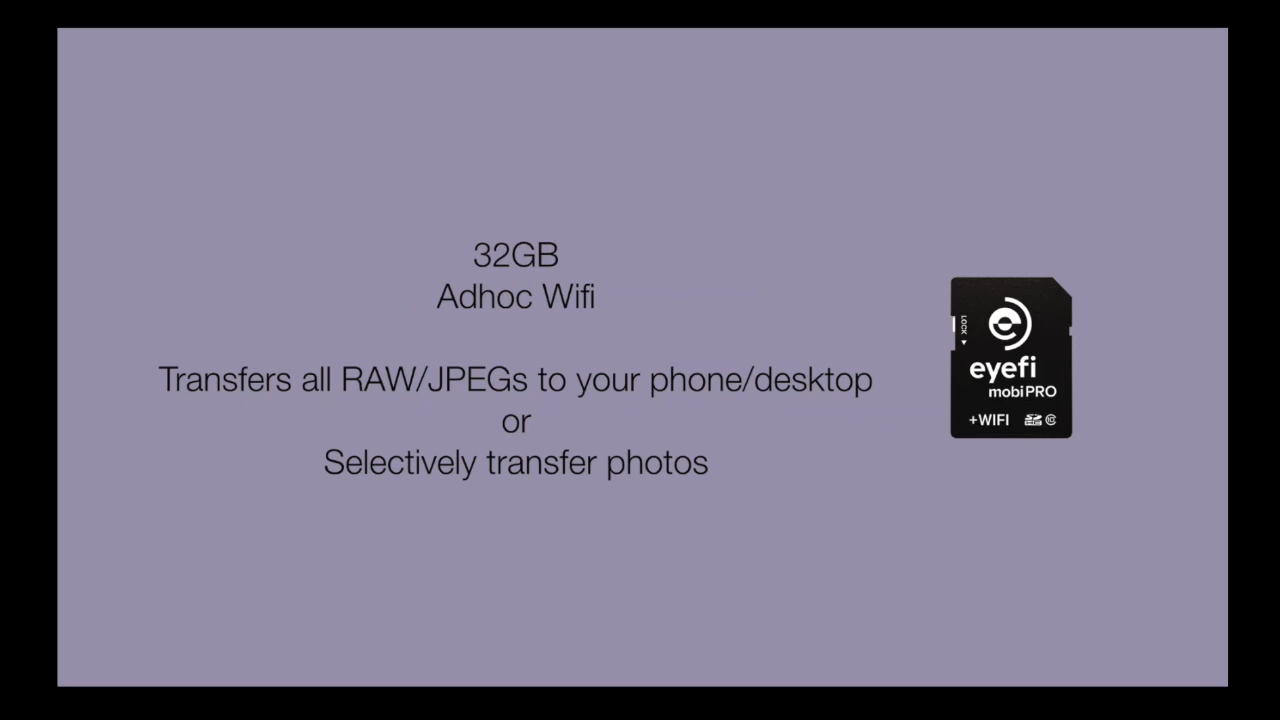 32GB
Adhoc Wifi
Transfers all RAW/JPEGs to your phone/desktop
or
Selectively transfer photos
LOCK
eyefi
mobiPRO
+WIFI